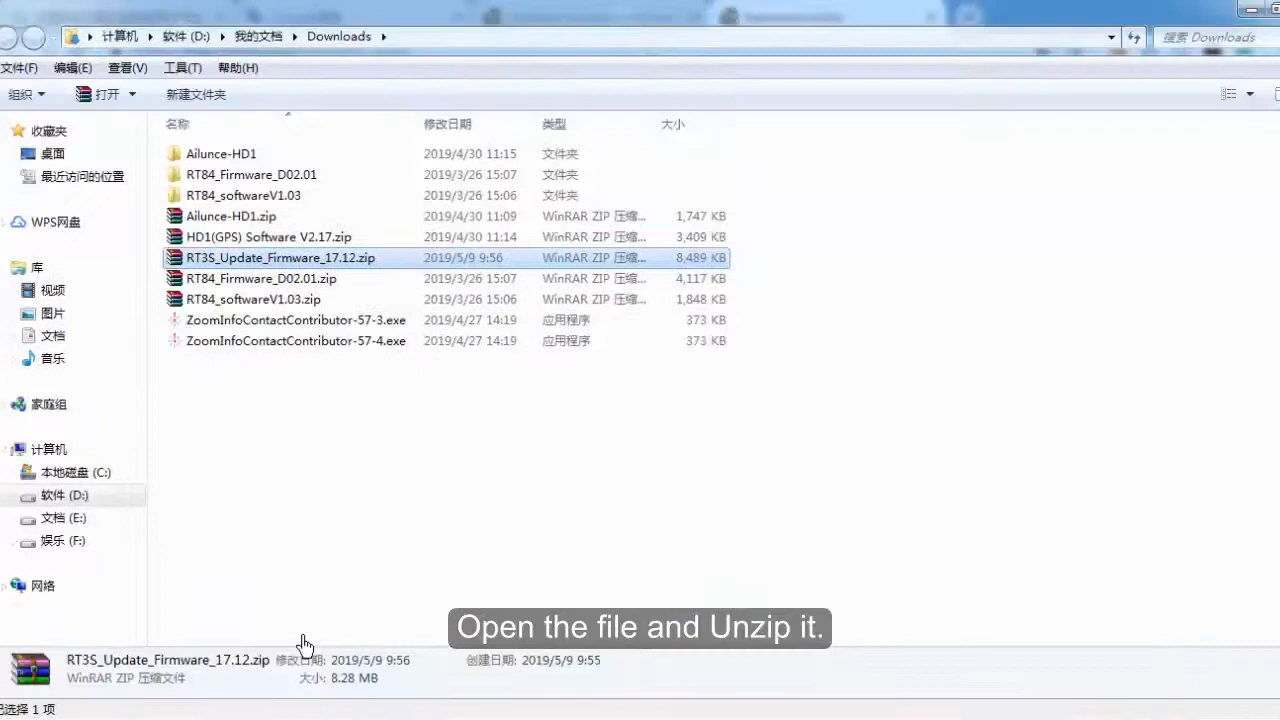 计算机 软件 (D:) 我的文档 Downloads 搜索 Downloads
文件(F) 编辑(E) 查看(V) 工具(T) 帮助(H)
组织 打开 新建文件夹
名称 修改日期 类型 大小
收藏夹
桌面
最近访问的位置
WPS网盘
库
视频
图片
文档
音乐
家庭组
计算机
本地磁盘 (C:)
软件 (D:)
文档 (E:)
娱乐 (F:)
网络
Ailunce-HD1 2019/4/30 11:15 文件夹
RT84_Firmware_D02.01 2019/3/26 15:07 文件夹
RT84_softwareV1.03 2019/3/26 15:06 文件夹
Ailunce-HD1.zip 2019/4/30 11:09 WinRAR ZIP 压缩... 1,747 KB
HD1(GPS) Software V2.17.zip 2019/4/30 11:14 WinRAR ZIP 压缩... 3,409 KB
RT3S_Update_Firmware_17.12.zip 2019/5/9 9:56 WinRAR ZIP 压缩... 8,489 KB
RT84_Firmware_D02.01.zip 2019/3/26 15:07 WinRAR ZIP 压缩... 4,117 KB
RT84_softwareV1.03.zip 2019/3/26 15:06 WinRAR ZIP 压缩... 1,848 KB
ZoomInfoContactContributor-57-3.exe 2019/4/27 14:19 应用程序 373 KB
ZoomInfoContactContributor-57-4.exe 2019/4/27 14:19 应用程序 373 KB
Open the file and Unzip it.
RT3S_Update_Firmware_17.12.zip 修改日期: 2019/5/9 9:56 创建日期: 2019/5/9 9:55
WinRAR ZIP 压缩文件 大小: 8.28 MB
已选择 1 项